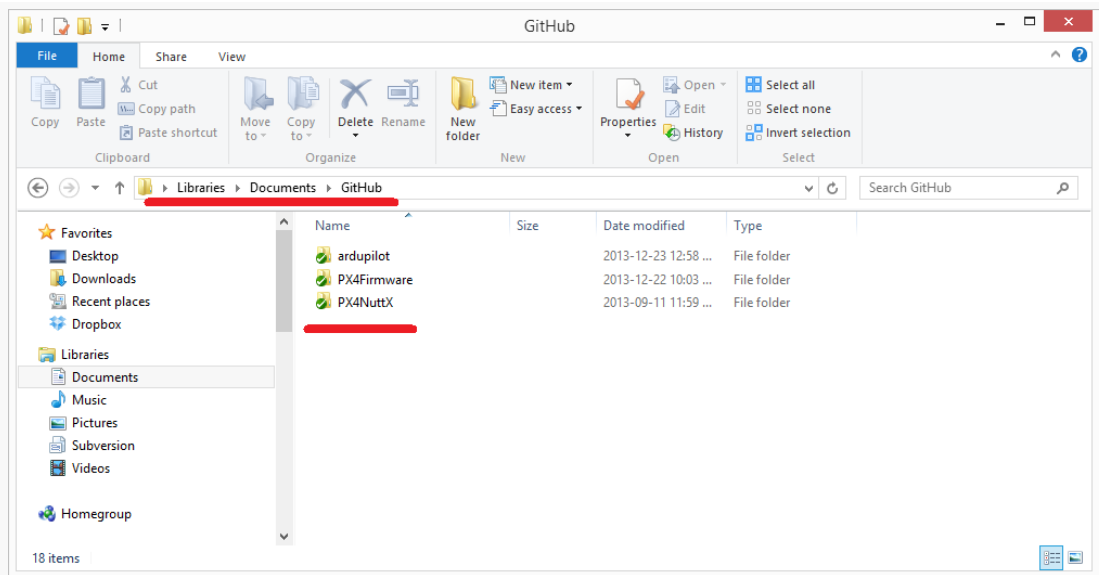 GitHub
File Home Share View
Copy Paste Cut Copy path Paste shortcut Move to Copy to Delete Rename New folder New item Easy access Properties Open Edit History Select all Select none Invert selection
Clipboard Organize New Open Select
Libraries Documents GitHub Search GitHub
Name Size Date modified Type
ardupilot 2013-12-23 12:58 ... File folder
PX4Firmware 2013-12-22 10:03 ... File folder
PX4NuttX 2013-09-11 11:59 ... File folder
Favorites
Desktop
Downloads
Recent places
Dropbox
Libraries
Documents
Music
Pictures
Subversion
Videos
Homegroup
18 items